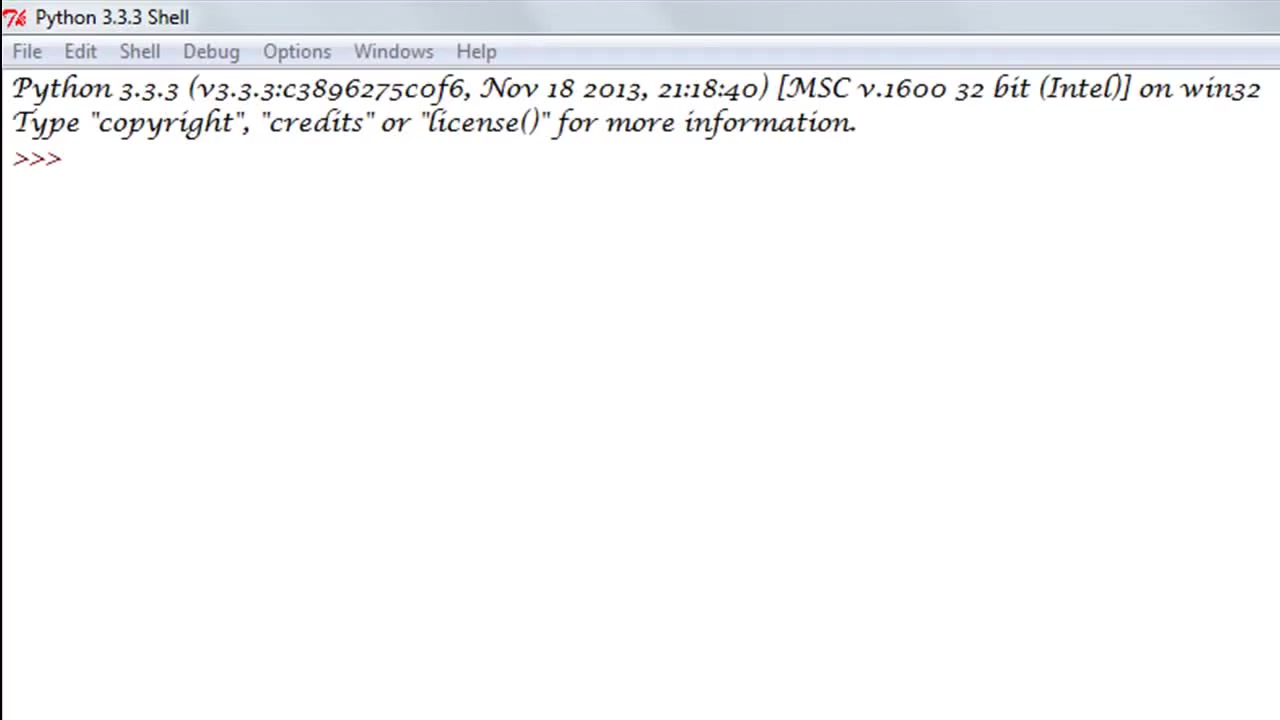 Python 3.3.3 Shell
File Edit Shell Debug Options Windows Help
Python 3.3.3 (v3.3.3:c3896275c0f6, Nov 18 2013, 21:18:40) [MSC v.1600 32 bit (Intel)] on win32
Type "copyright", "credits" or "license()" for more information.
>>>